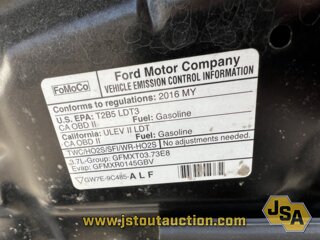 FoMoCo
Ford Motor Company
VEHICLE EMISSION CONTROL INFORMATION
Conforms to regulations: 2016 MY
U.S. EPA: T2B5 LDT3
CA OBD II Fuel: Gasoline
California: ULEV II LDT
CA OBD II Fuel: Gasoline
TWC/HO2S/SFI/WR-HO2S No adjustments needed.
3.7L-Group: GFMXT03.73E8
Evap: GFMXR0145GBV
GW7E-9C485-ALF
JSA
www.jstoutauction.com